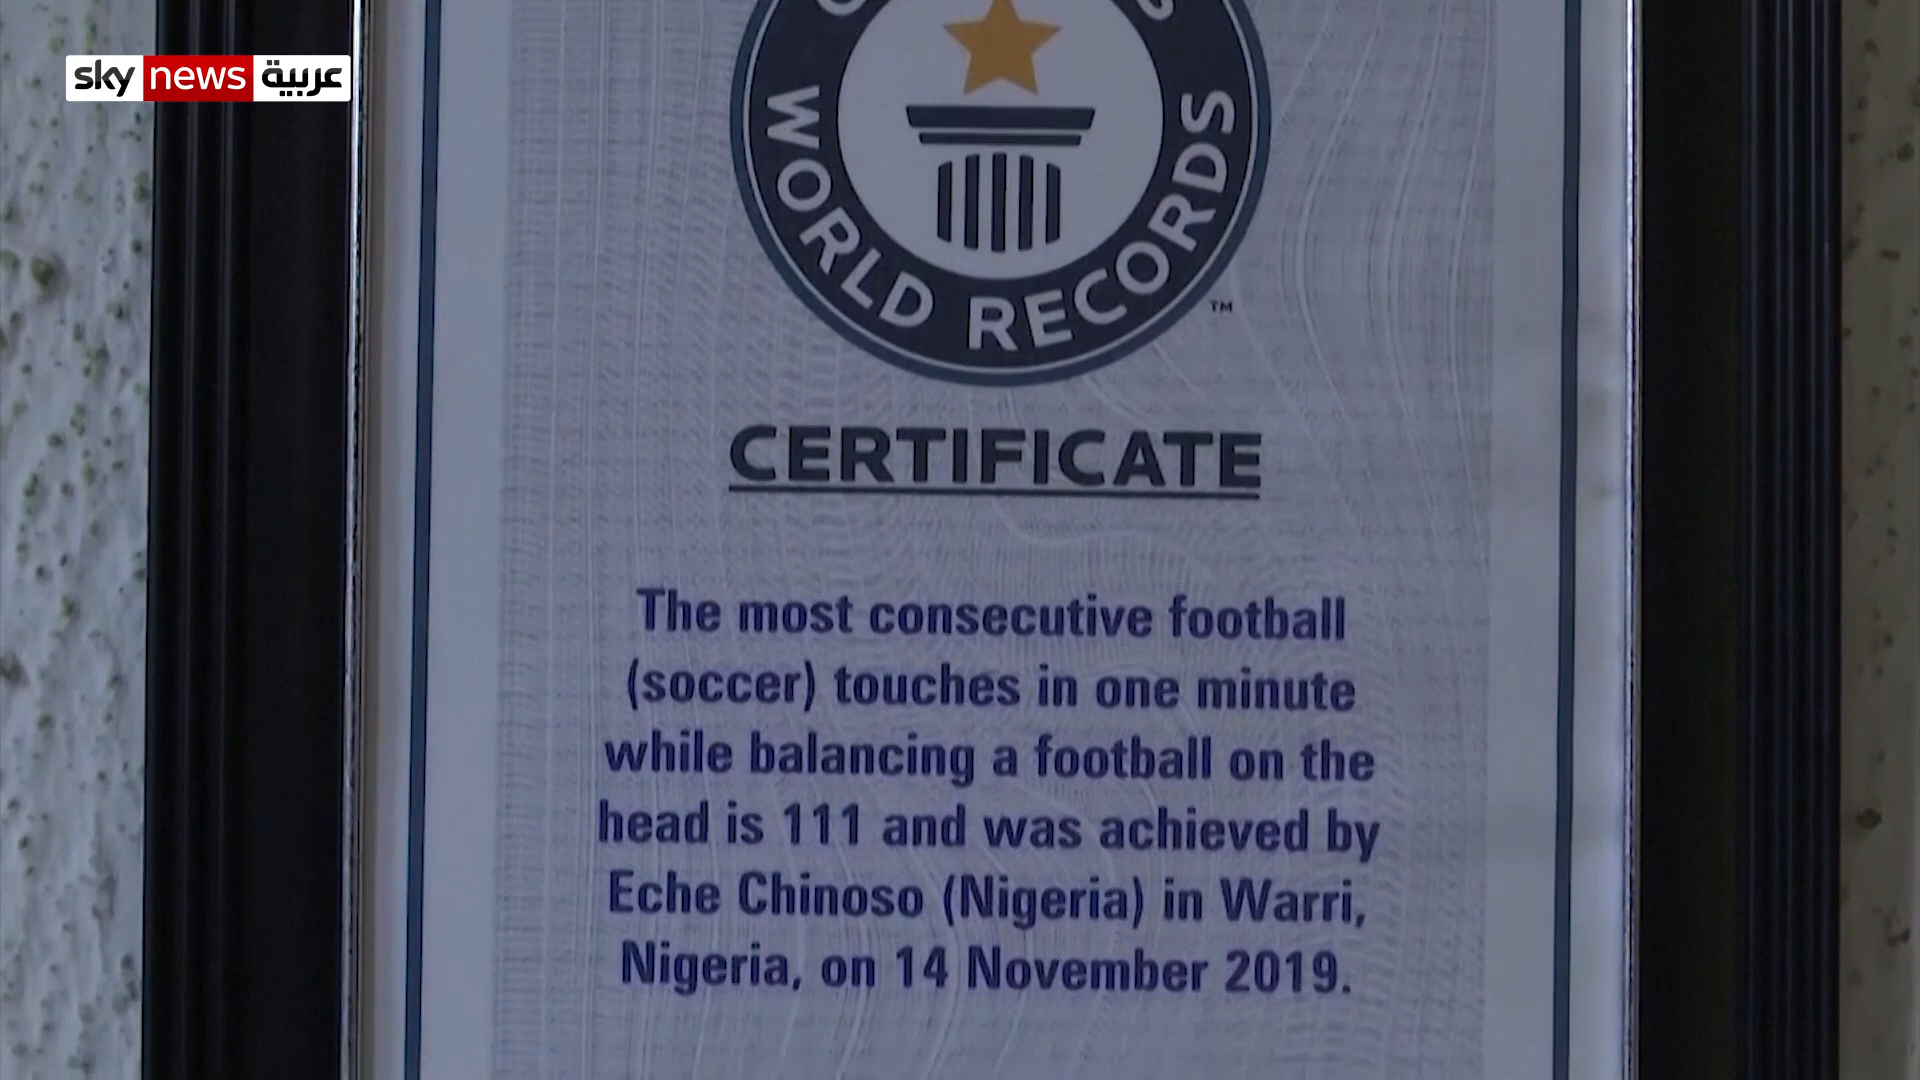 sky news عربية
WORLD RECORDS
TM
CERTIFICATE
The most consecutive football
(soccer) touches in one minute
while balancing a football on the
head is 111 and was achieved by
Eche Chinoso (Nigeria) in Warri,
Nigeria, on 14 November 2019.